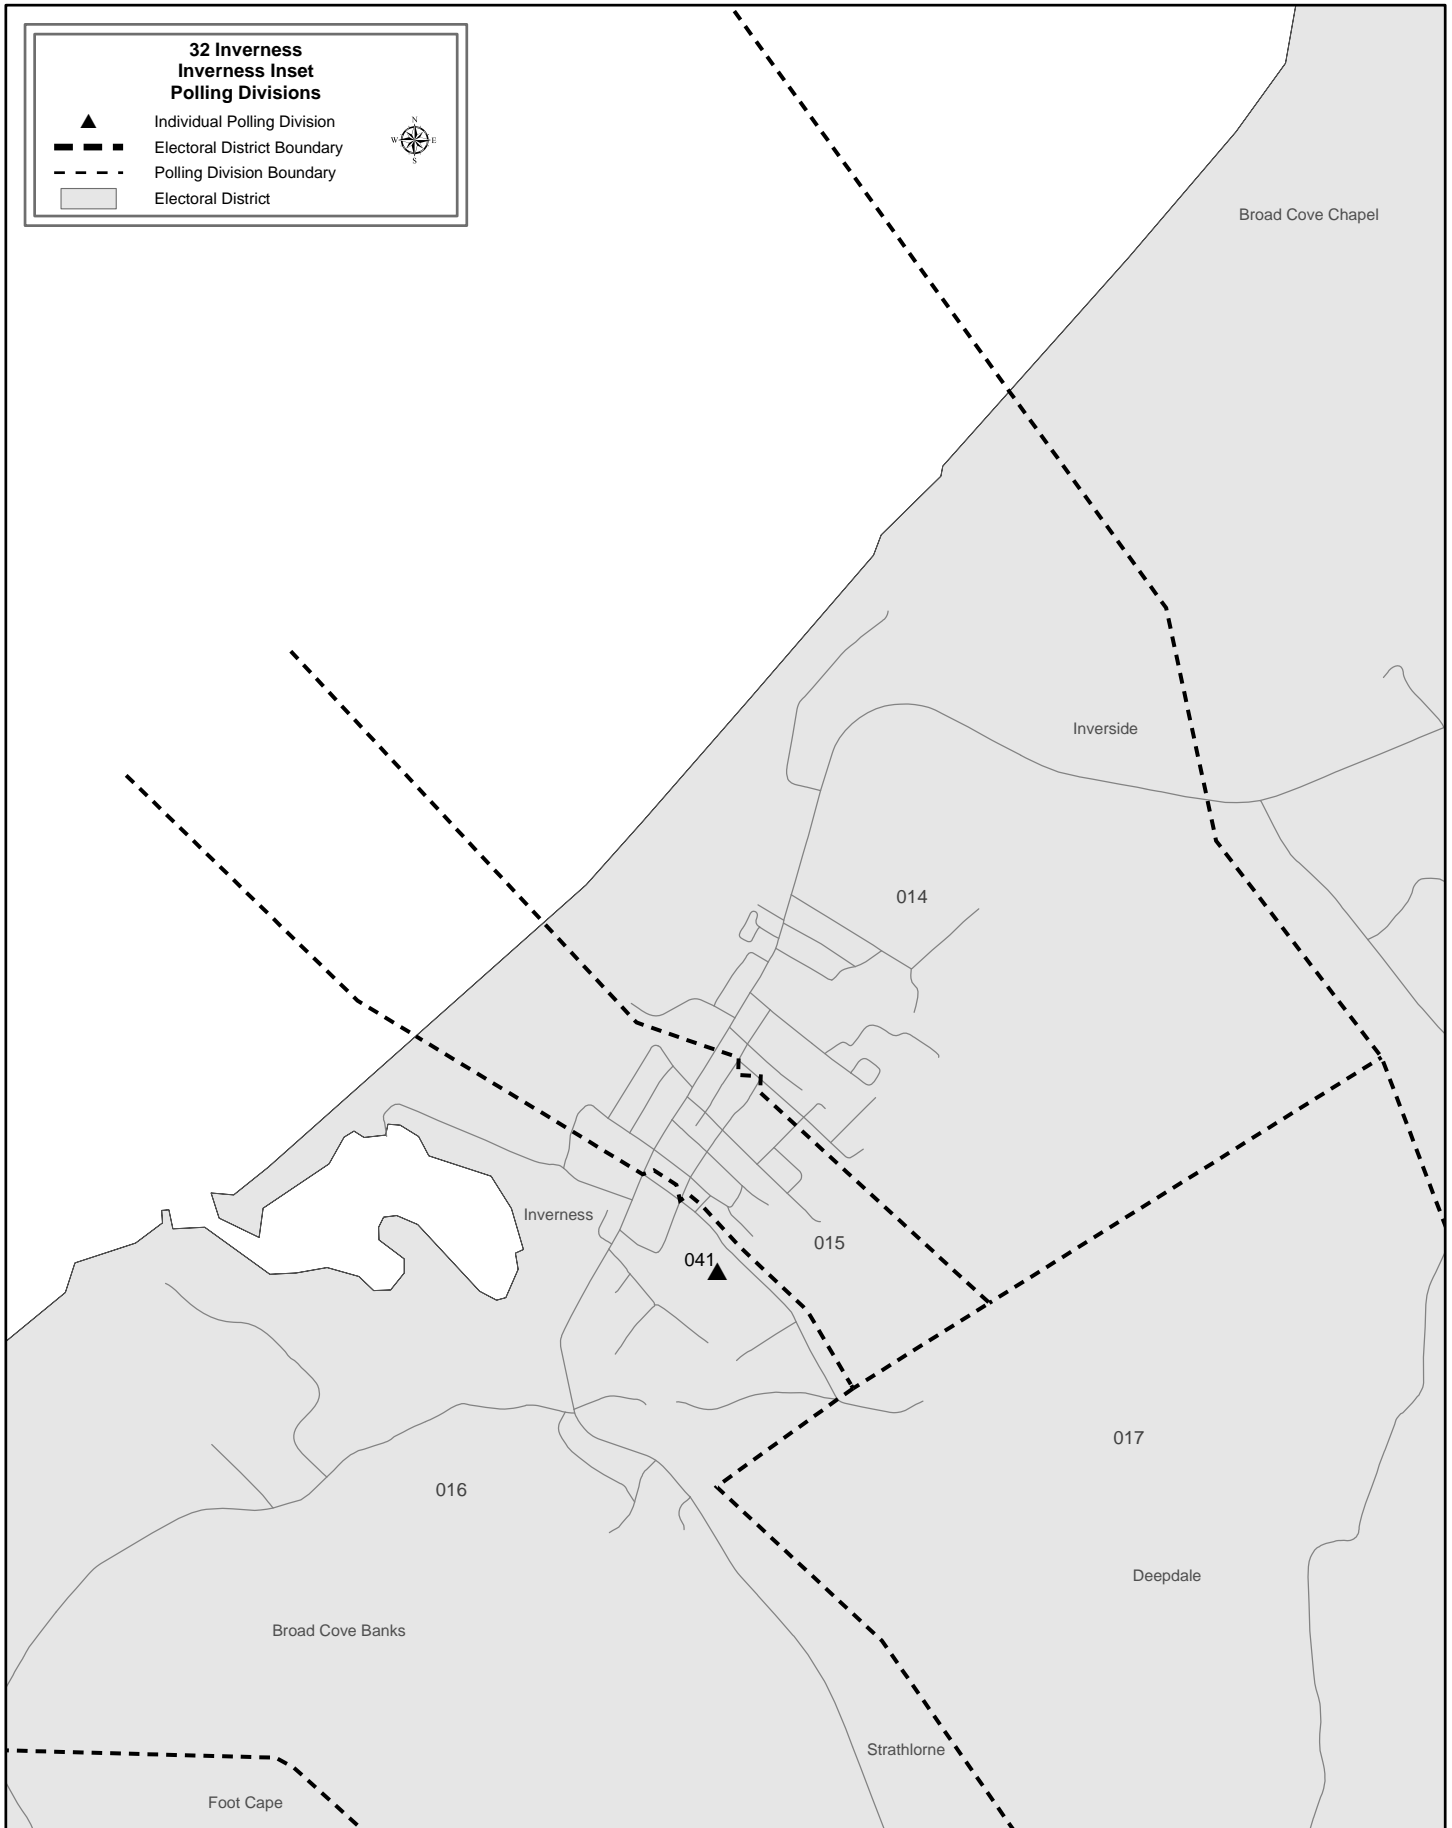 32 Inverness
Inverness Inset
Polling Divisions
Individual Polling Division
Electoral District Boundary
Polling Division Boundary
Electoral District
N
W E
S
Broad Cove Chapel
Inverside
014
Inverness
015
041
017
016
Deepdale
Broad Cove Banks
Strathlorne
Foot Cape